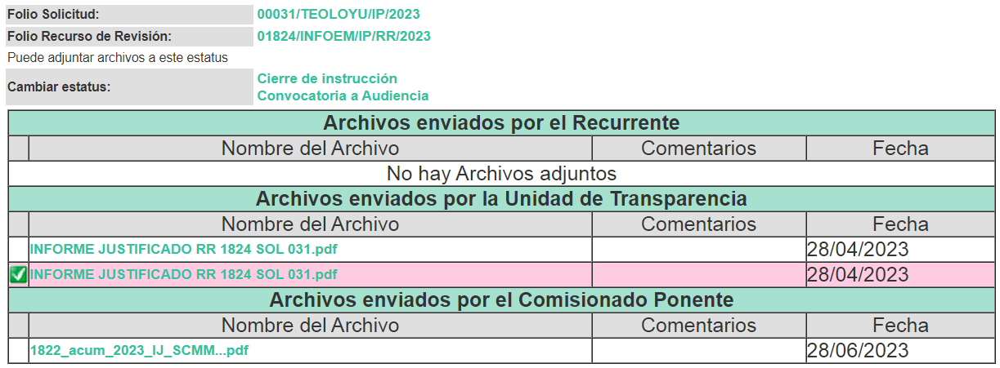 Folio Solicitud: 00031/TEOLOYU/IP/2023
Folio Recurso de Revisión: 01824/INFOEM/IP/RR/2023
Puede adjuntar archivos a este estatus
Cambiar estatus: Cierre de instrucción
Convocatoria a Audiencia
Archivos enviados por el Recurrente
Nombre del Archivo Comentarios Fecha
No hay Archivos adjuntos
Archivos enviados por la Unidad de Transparencia
Nombre del Archivo Comentarios Fecha
INFORME JUSTIFICADO RR 1824 SOL 031.pdf 28/04/2023
INFORME JUSTIFICADO RR 1824 SOL 031.pdf 28/04/2023
Archivos enviados por el Comisionado Ponente
Nombre del Archivo Comentarios Fecha
1822_acum_2023_IJ_SCMM...pdf 28/06/2023